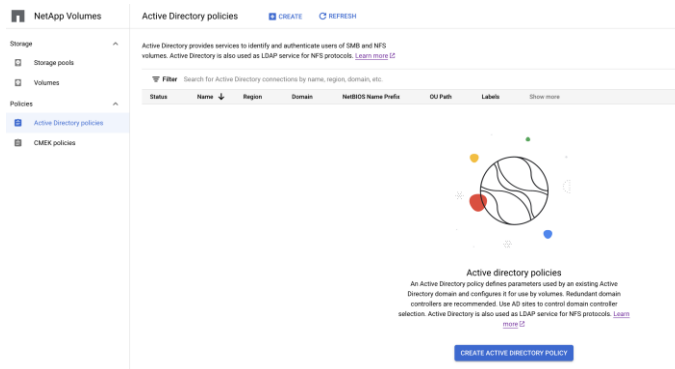 NetApp Volumes
Active Directory policies
CREATE
REFRESH
Storage
Storage pools
Volumes
Policies
Active Directory policies
CMEK policies
Active Directory provides services to identify and authenticate users of SMB and NFS
volumes. Active Directory is also used as LDAP service for NFS protocols. Learn more
Filter Search for Active Directory connections by name, region, domain, etc.
Status Name Region Domain NetBIOS Name Prefix OU Path Labels Show more
Active directory policies
An Active Directory policy defines parameters used by an existing Active
Directory domain and configures it for use by volumes. Redundant domain
controllers are recommended. Use AD sites to control domain controller
selection. Active Directory is also used as LDAP service for NFS protocols. Learn
more
CREATE ACTIVE DIRECTORY POLICY